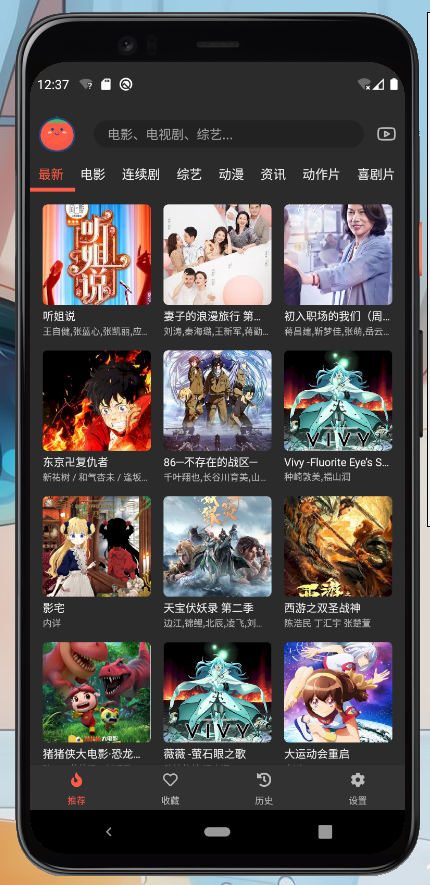 12:37
电影、电视剧、综艺...
最新 电影 连续剧 综艺 动漫 资讯 动作片 喜剧片
听姐说
听姐说 妻子的浪漫旅行 第... 初入职场的我们（周...
王自健,张蓝心,张凯丽,应... 刘涛,秦海璐,王新军,蒋勤... 蒋昌建,靳梦佳,张萌,岳云...
VIVY
东京卍复仇者 86—不存在的战区— Vivy -Fluorite Eye's S...
新祐树 / 和气杏未 / 逢坂... 千叶翔也,长谷川育美,山... 种崎敦美,福山润
影宅 天宝伏妖录 第二季 西游之双圣战神
内详 边江,锦鲤,北辰,凌飞,刘... 陈浩民 丁汇宇 张楚萱
VIVY
猪猪侠大电影·恐龙... 薇薇 -萤石眼之歌 大运动会重启
推荐 收藏 历史 设置